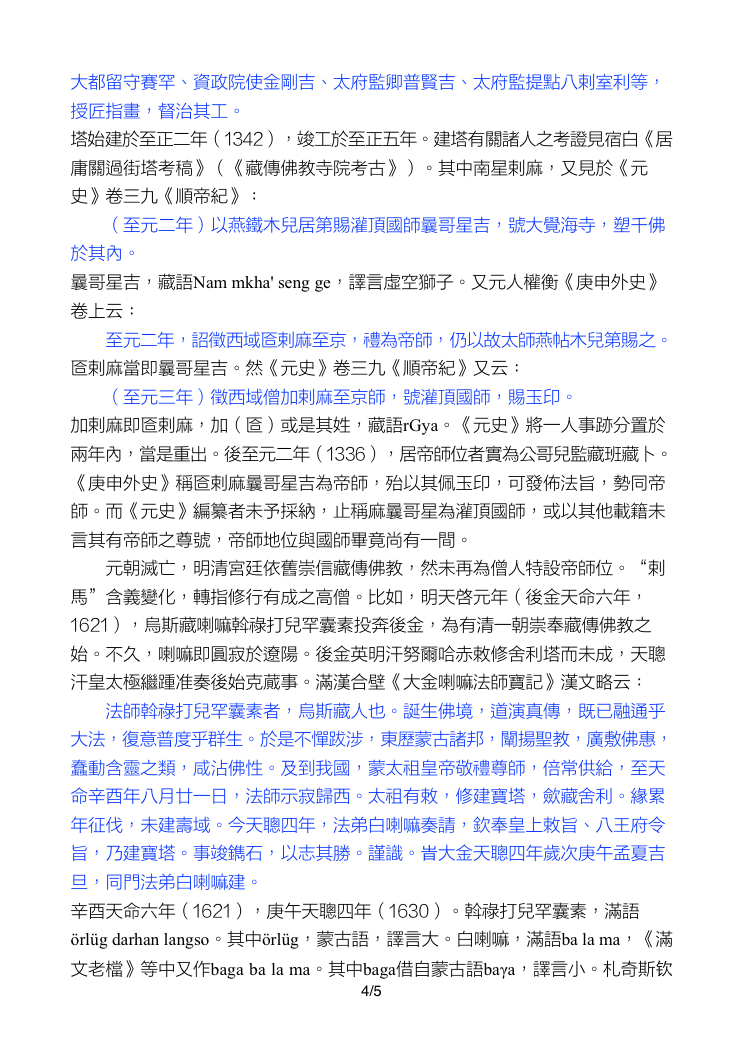 大都留守賽罕、資政院使金剛吉、太府監卿普賢吉、太府監提點八剌室利等，
授匠指畫，督治其工。
塔始建於至正二年（1342），竣工於至正五年。建塔有關諸人之考證見宿白《居
庸關過街塔考稿》（《藏傳佛教寺院考古》）。其中南星剌麻，又見於《元
史》卷三九《順帝紀》：
（至元二年）以燕鐵木兒居第賜灌頂國師曩哥星吉，號大覺海寺，塑千佛
於其內。
曩哥星吉，藏語Nam mkha' seng ge，譯言虛空獅子。又元人權衡《庚申外史》
卷上云：
至元二年，詔徵西域匼剌麻至京，禮為帝師，仍以故太師燕帖木兒第賜之。
匼剌麻當即曩哥星吉。然《元史》卷三九《順帝紀》又云：
（至元三年）徵西域僧加剌麻至京師，號灌頂國師，賜玉印。
加剌麻即匼剌麻，加（匼）或是其姓，藏語rGya。《元史》將一人事跡分置於
兩年內，當是重出。後至元二年（1336），居帝師位者實為公哥兒監藏班藏卜。
《庚申外史》稱匼剌麻曩哥星吉為帝師，殆以其佩玉印，可發佈法旨，勢同帝
師。而《元史》編纂者未予採納，止稱麻曩哥星為灌頂國師，或以其他載籍未
言其有帝師之尊號，帝師地位與國師畢竟尚有一間。
元朝滅亡，明清宮廷依舊崇信藏傳佛教，然未再為僧人特設帝師位。“剌
馬”含義變化，轉指修行有成之高僧。比如，明天啓元年（後金天命六年，
1621），烏斯藏喇嘛斡祿打兒罕囊素投奔後金，為有清一朝崇奉藏傳佛教之
始。不久，喇嘛即圓寂於遼陽。後金英明汗努爾哈赤敕修舍利塔而未成，天聰
汗皇太極繼踵准奏後始克蕆事。滿漢合璧《大金喇嘛法師寶記》漢文略云：
法師斡祿打兒罕囊素者，烏斯藏人也。誕生佛境，道演真傳，既已融通乎
大法，復意普度乎群生。於是不憚跋涉，東歷蒙古諸邦，闡揚聖教，廣敷佛惠，
蠢動含靈之類，咸沾佛性。及到我國，蒙太祖皇帝敬禮尊師，倍常供給，至天
命辛酉年八月廿一日，法師示寂歸西。太祖有敕，修建寶塔，斂藏舍利。緣累
年征伐，未建壽域。今天聰四年，法弟白喇嘛奏請，欽奉皇上敕旨、八王府令
旨，乃建寶塔。事竣鐫石，以志其勝。謹識。旹大金天聰四年歲次庚午孟夏吉
旦，同門法弟白喇嘛建。
辛酉天命六年（1621），庚午天聰四年（1630）。斡祿打兒罕囊素，滿語
örlüg darhan langso。其中örlüg，蒙古語，譯言大。白喇嘛，滿語ba la ma，《滿
文老檔》等中又作baga ba la ma。其中baga借自蒙古語baγa，譯言小。札奇斯钦
4/5